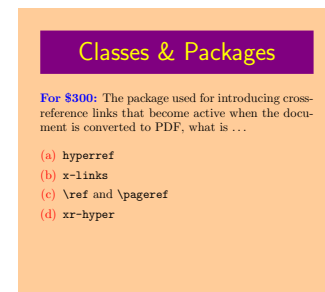 Classes & Packages
For $300: The package used for introducing cross-
reference links that become active when the docu-
ment is converted to PDF, what is ...
(a) hyperref
(b) x-links
(c) \ref and \pageref
(d) xr-hyper